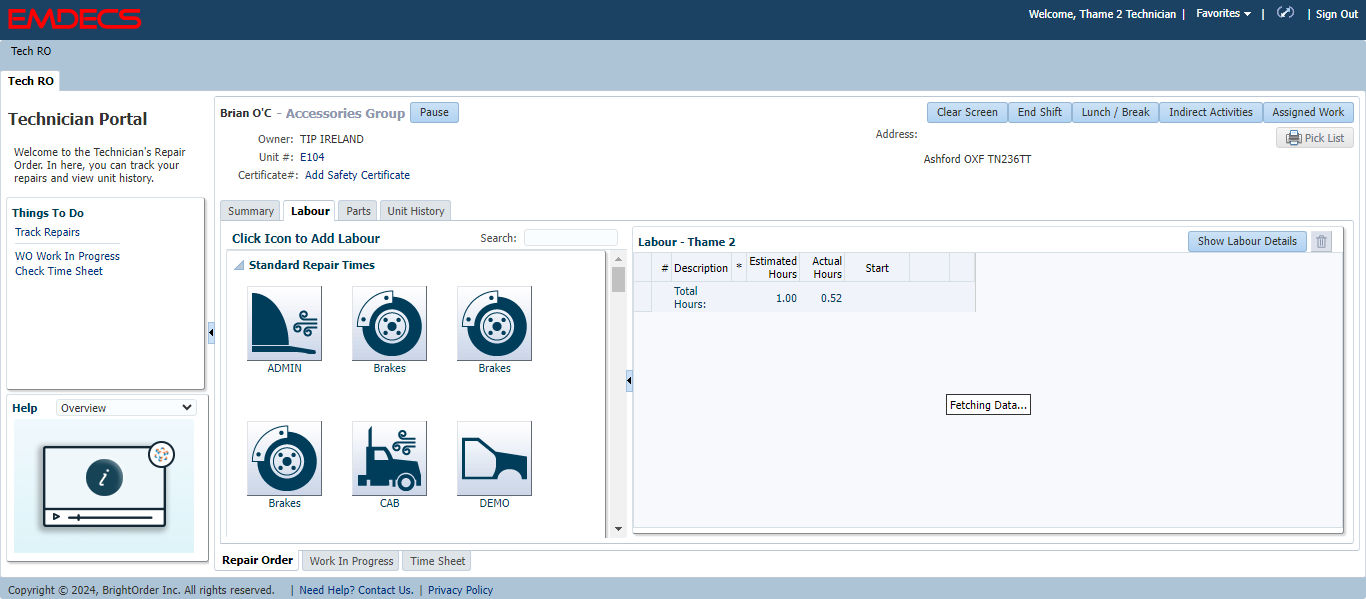 EMDECS
Welcome, Thame 2 Technician | Favorites | | Sign Out
Tech RO
Tech RO
Technician Portal
Welcome to the Technician's Repair
Order. In here, you can track your
repairs and view unit history.
Things To Do
Track Repairs
WO Work In Progress
Check Time Sheet
Help Overview
i
Brian O'C - Accessories Group Pause
Clear Screen End Shift Lunch / Break Indirect Activities Assigned Work
Owner: TIP IRELAND
Unit #: E104
Certificate#: Add Safety Certificate
Address:
Pick List
Ashford OXF TN236TT
Summary Labour Parts Unit History
Click Icon to Add Labour Search:
Standard Repair Times
ADMIN Brakes Brakes
Brakes CAB DEMO
Labour - Thame 2 Show Labour Details
# Description * Estimated Hours Actual Hours Start
Total Hours: 1.00 0.52
Fetching Data...
Repair Order Work In Progress Time Sheet
Copyright © 2024, BrightOrder Inc. All rights reserved. | Need Help? Contact Us. | Privacy Policy